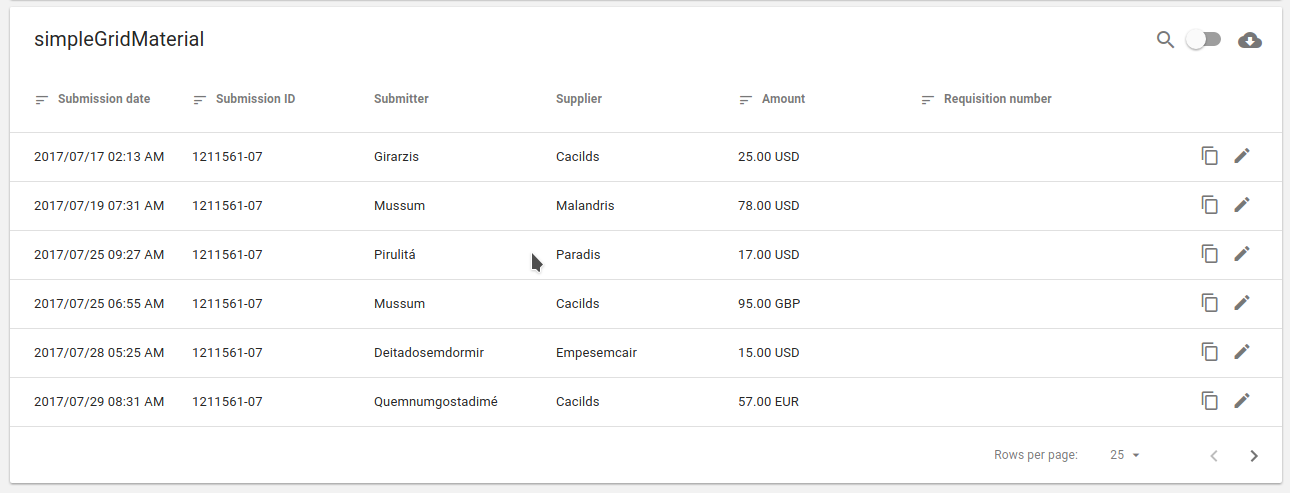 simpleGridMaterial
Submission date Submission ID Submitter Supplier Amount Requisition number
2017/07/17 02:13 AM 1211561-07 Girarzis Cacilds 25.00 USD
2017/07/19 07:31 AM 1211561-07 Mussum Malandris 78.00 USD
2017/07/25 09:27 AM 1211561-07 Pirulitá Paradis 17.00 USD
2017/07/25 06:55 AM 1211561-07 Mussum Cacilds 95.00 GBP
2017/07/28 05:25 AM 1211561-07 Deitadosemdormir Empesemcair 15.00 USD
2017/07/29 08:31 AM 1211561-07 Quemnumgostadimé Cacilds 57.00 EUR
Rows per page: 25